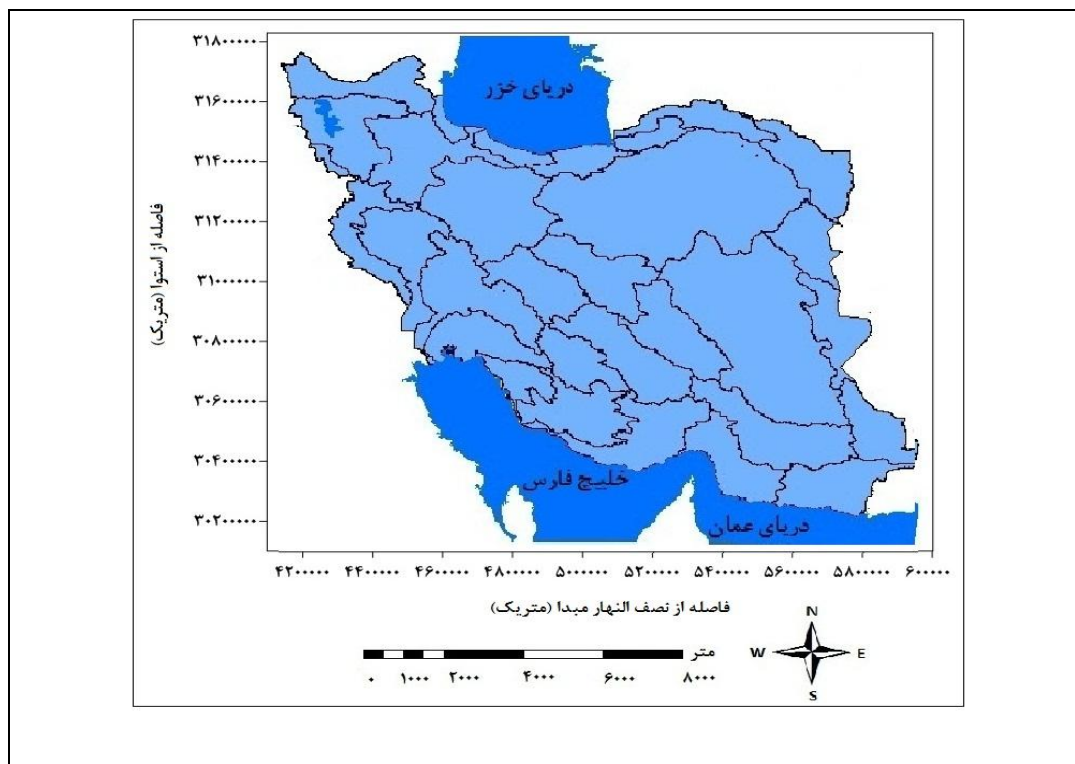 دریای خزر
خلیج فارس
دریای عمان
۳۱۸۰۰۰۰۰
۳۱۶۰۰۰۰۰
۳۱۴۰۰۰۰۰
۳۱۲۰۰۰۰۰
۳۱۰۰۰۰۰۰
۳۰۸۰۰۰۰۰
۳۰۶۰۰۰۰۰
۳۰۴۰۰۰۰۰
۳۰۲۰۰۰۰۰
فاصله از استوا (متریک)
۴۲۰۰۰۰۰ ۴۴۰۰۰۰۰ ۴۶۰۰۰۰۰ ۴۸۰۰۰۰۰ ۵۰۰۰۰۰۰ ۵۲۰۰۰۰۰ ۵۴۰۰۰۰۰ ۵۶۰۰۰۰۰ ۵۸۰۰۰۰۰ ۶۰۰۰۰۰
فاصله از نصف النهار مبدا (متریک)
N
W E
S
متر
۰ ۱۰۰۰ ۲۰۰۰ ۴۰۰۰ ۶۰۰۰ ۸۰۰۰